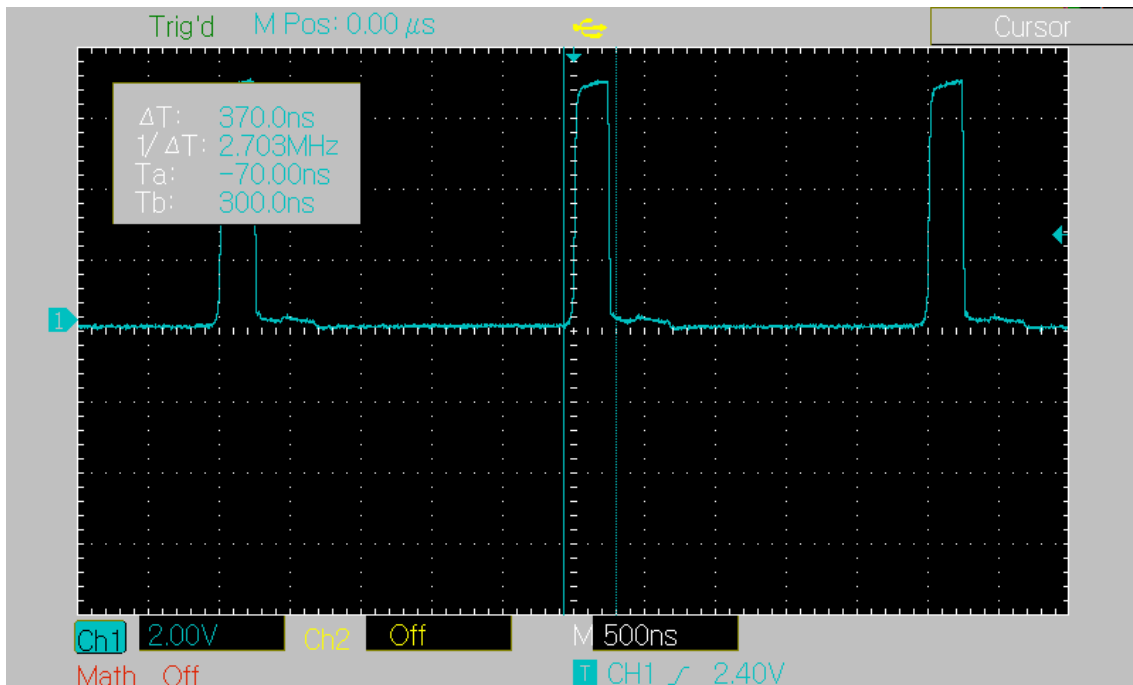 Trig'd M Pos: 0.00 μs Cursor
ΔT: 370.0ns
1/ΔT: 2.703MHz
Ta: -70.00ns
Tb: 300.0ns
1
Ch1 2.00V Ch2 Off M 500ns
Math Off T CH1 2.40V